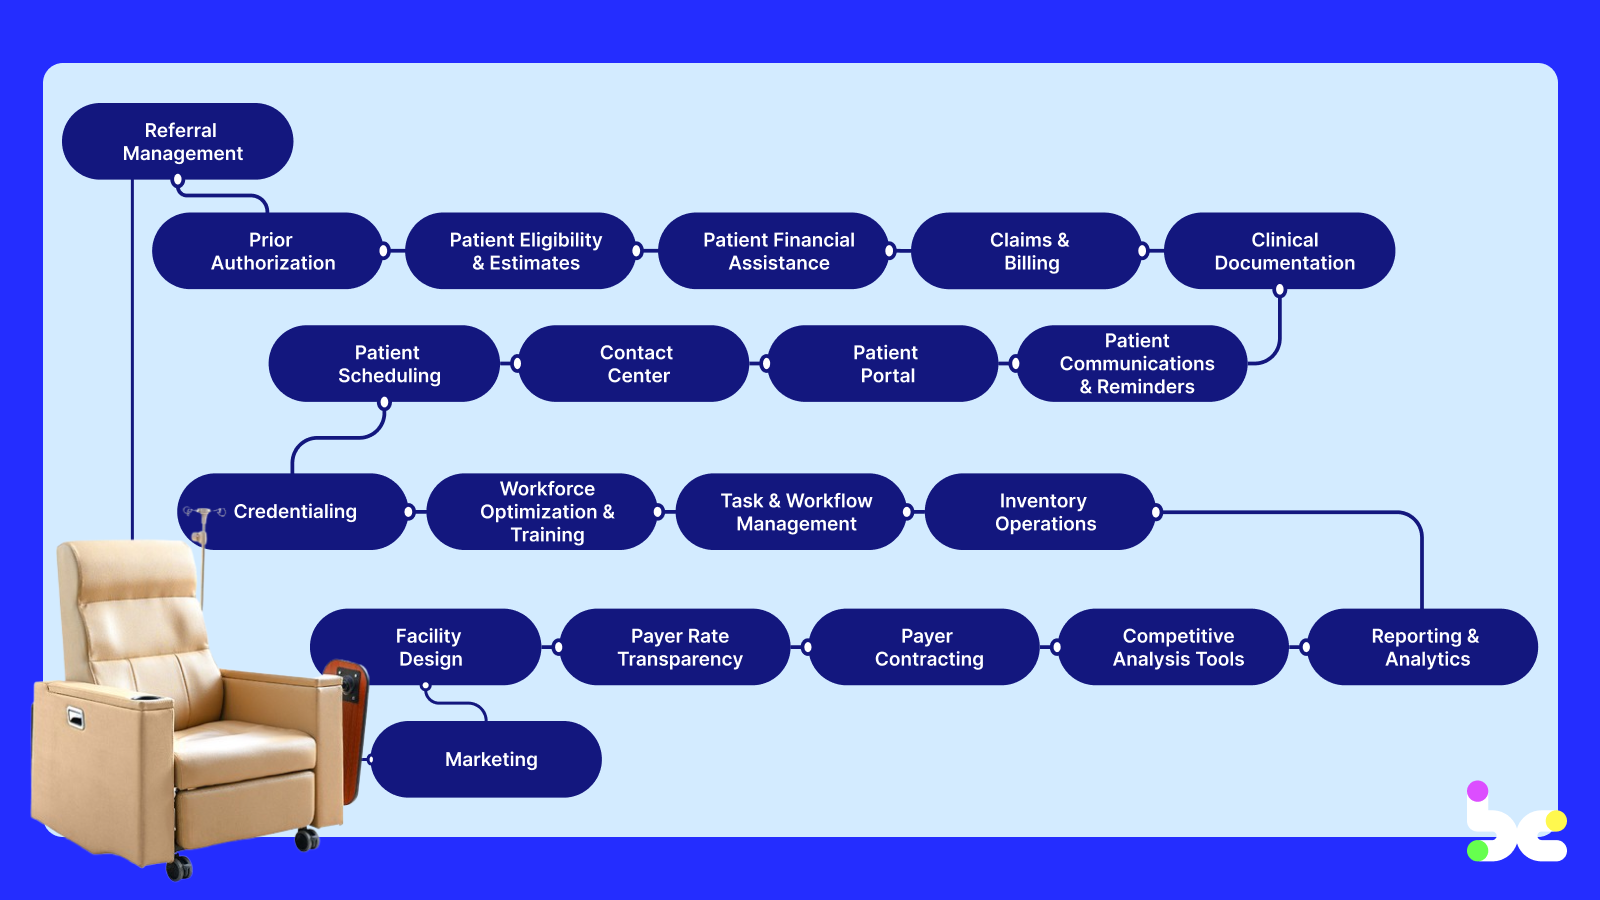 Referral
Management
Prior
Authorization
Patient Eligibility
& Estimates
Patient Financial
Assistance
Claims &
Billing
Clinical
Documentation
Patient
Scheduling
Contact
Center
Patient
Portal
Patient
Communications
& Reminders
Credentialing
Workforce
Optimization &
Training
Task & Workflow
Management
Inventory
Operations
Facility
Design
Payer Rate
Transparency
Payer
Contracting
Competitive
Analysis Tools
Reporting &
Analytics
Marketing